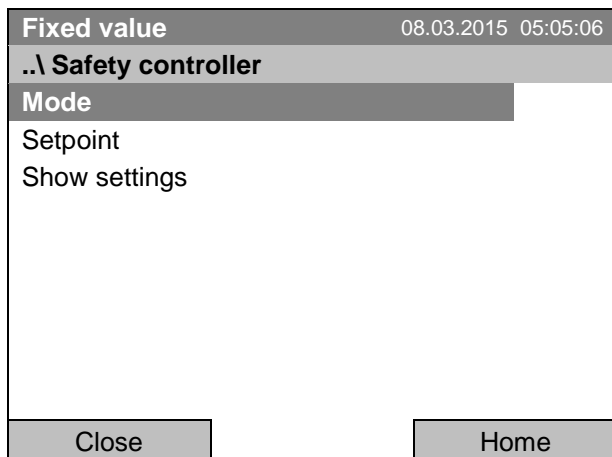 Fixed value 08.03.2015 05:05:06
..\ Safety controller
Mode
Setpoint
Show settings
Close Home